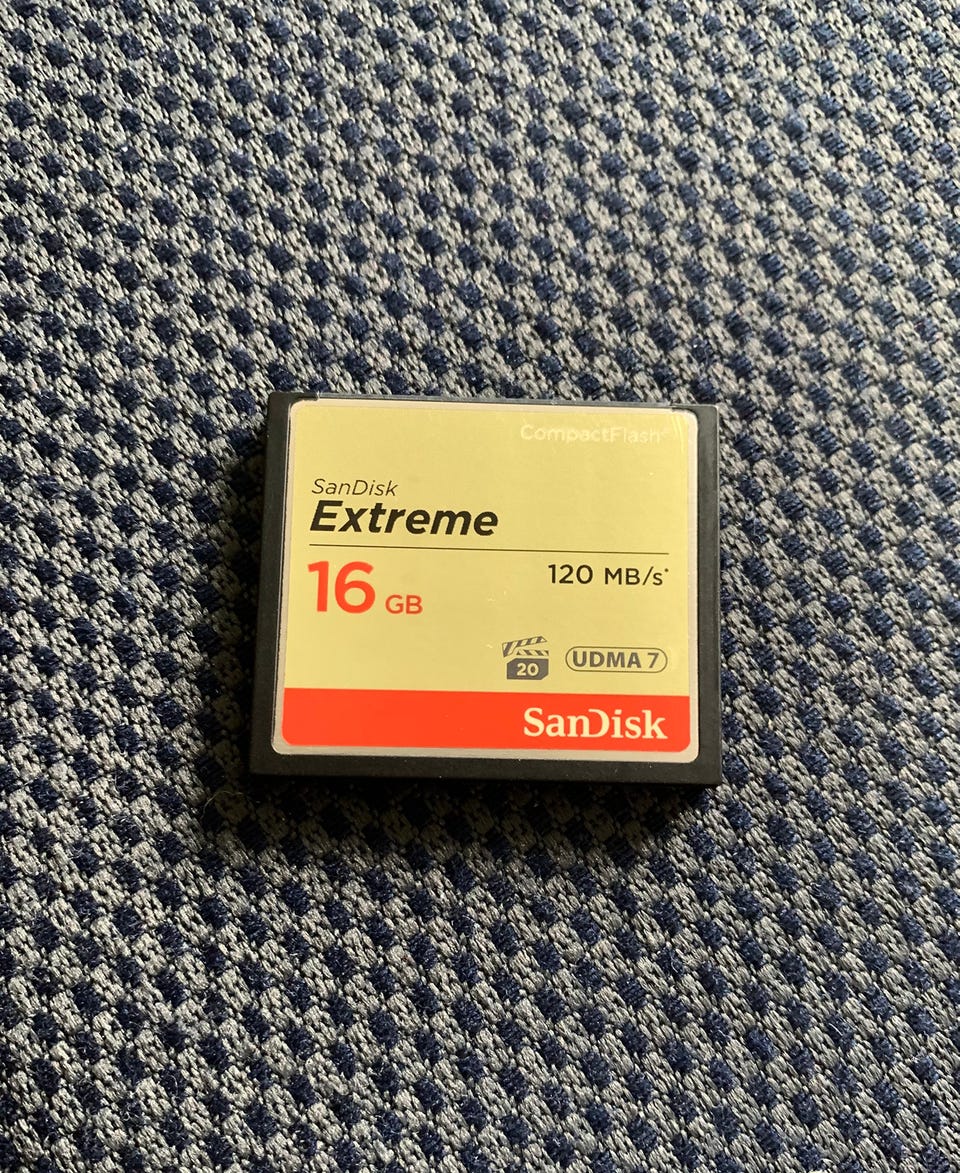 CompactFlash®
SanDisk
Extreme
16 GB
120 MB/s*
20
UDMA 7
SanDisk